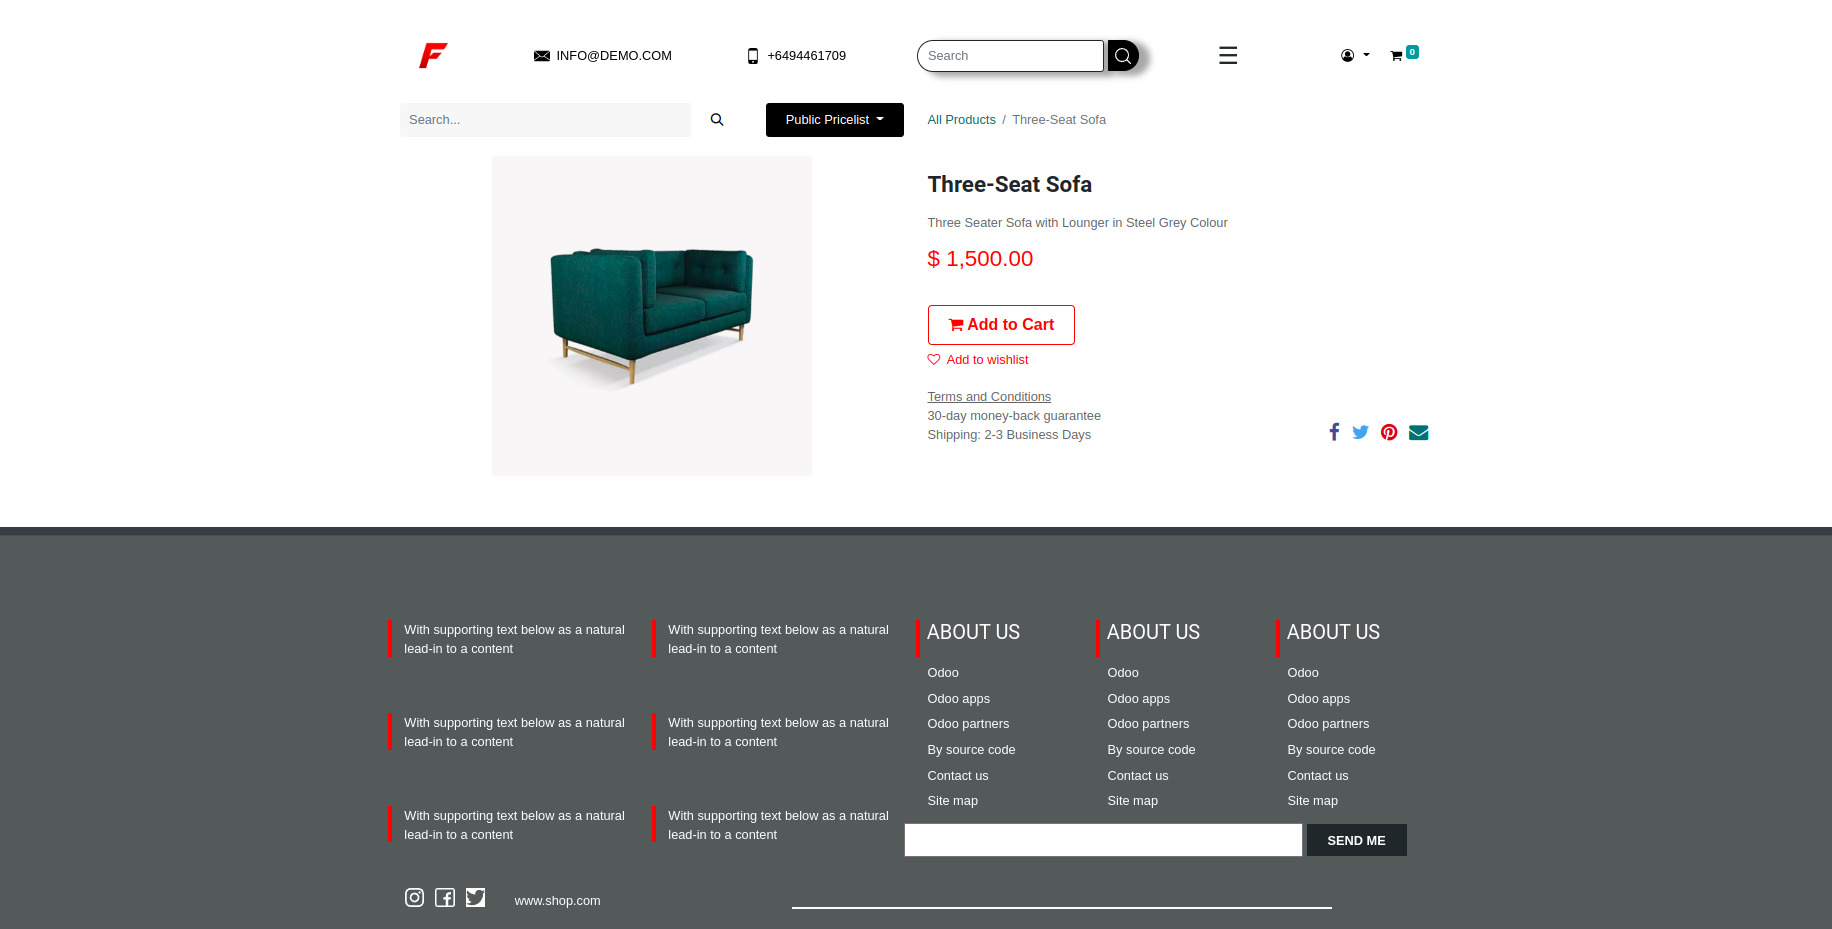 F
INFO@DEMO.COM
+6494461709
Search
0
Search...
Public Pricelist
All Products / Three-Seat Sofa
Three-Seat Sofa
Three Seater Sofa with Lounger in Steel Grey Colour
$ 1,500.00
Add to Cart
Add to wishlist
Terms and Conditions
30-day money-back guarantee
Shipping: 2-3 Business Days
With supporting text below as a natural
lead-in to a content
With supporting text below as a natural
lead-in to a content
With supporting text below as a natural
lead-in to a content
With supporting text below as a natural
lead-in to a content
With supporting text below as a natural
lead-in to a content
With supporting text below as a natural
lead-in to a content
ABOUT US
Odoo
Odoo apps
Odoo partners
By source code
Contact us
Site map
ABOUT US
Odoo
Odoo apps
Odoo partners
By source code
Contact us
Site map
ABOUT US
Odoo
Odoo apps
Odoo partners
By source code
Contact us
Site map
SEND ME
www.shop.com